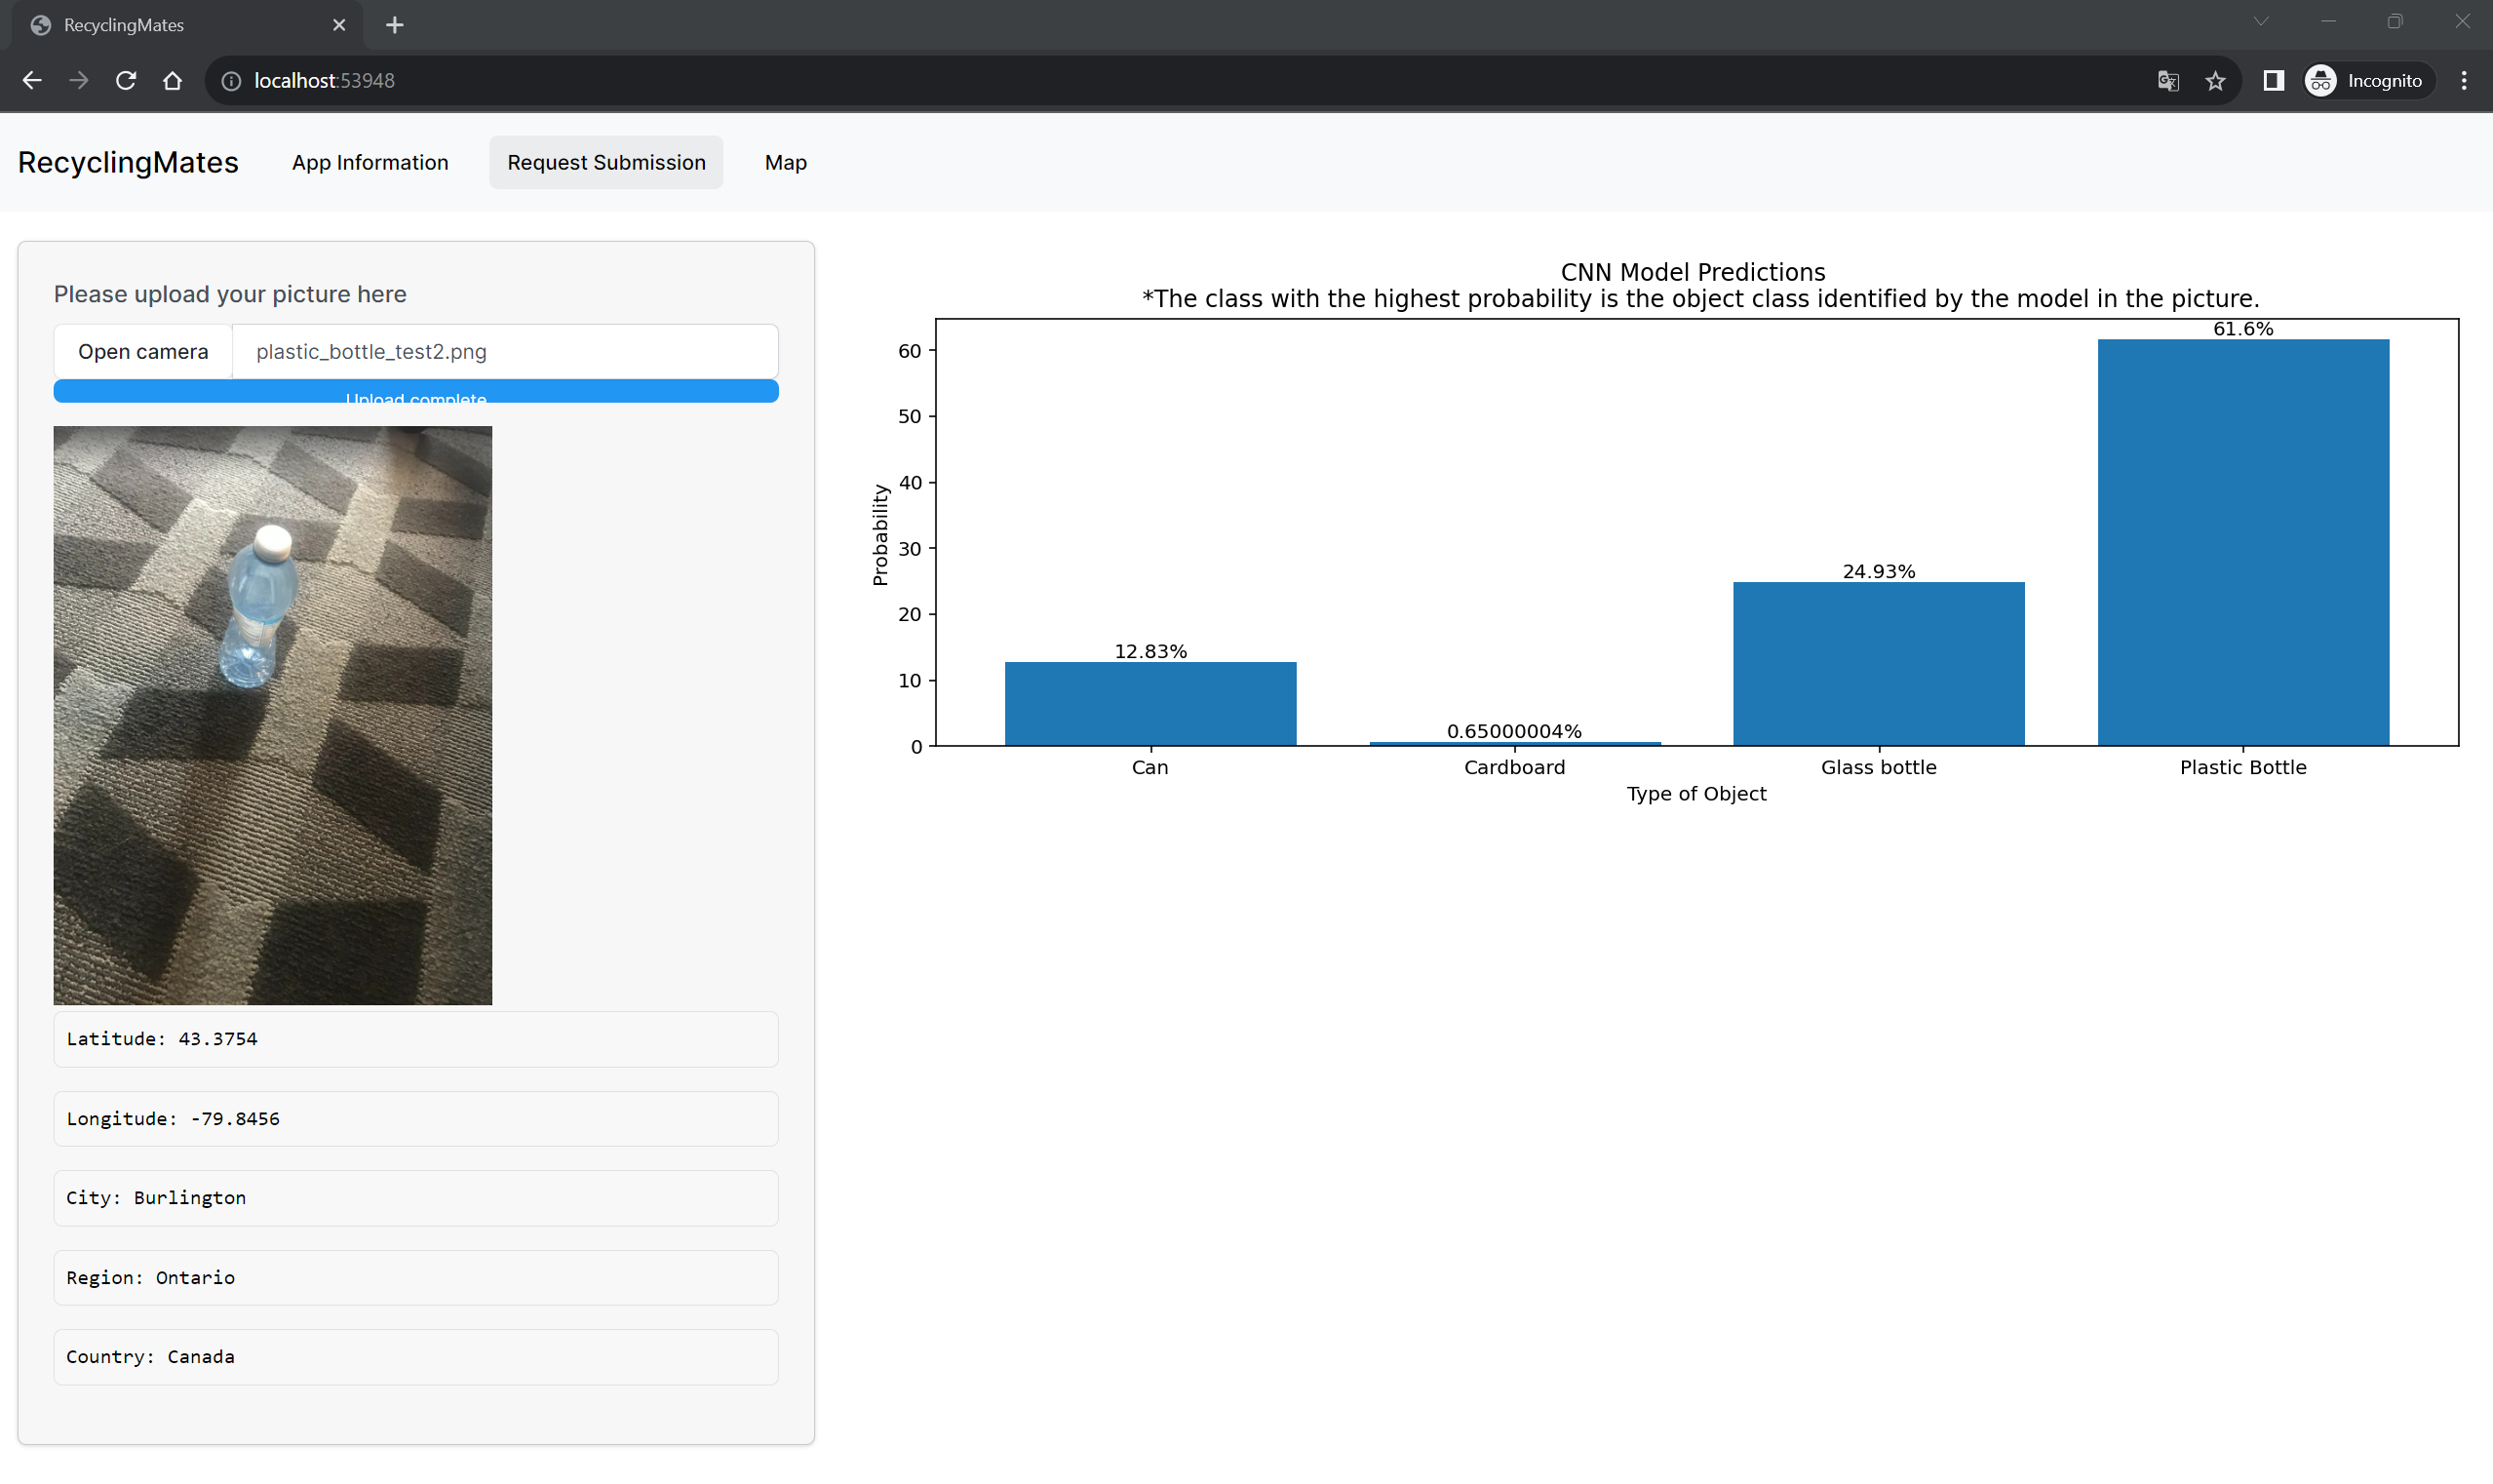 RecyclingMates
localhost:53948
Incognito
RecyclingMates
App Information
Request Submission
Map
Please upload your picture here
Open camera
plastic_bottle_test2.png
Upload complete
Latitude: 43.3754
Longitude: -79.8456
City: Burlington
Region: Ontario
Country: Canada
CNN Model Predictions
*The class with the highest probability is the object class identified by the model in the picture.
Probability
60
50
40
30
20
10
0
12.83%
0.65000004%
24.93%
61.6%
Can
Cardboard
Glass bottle
Plastic Bottle
Type of Object